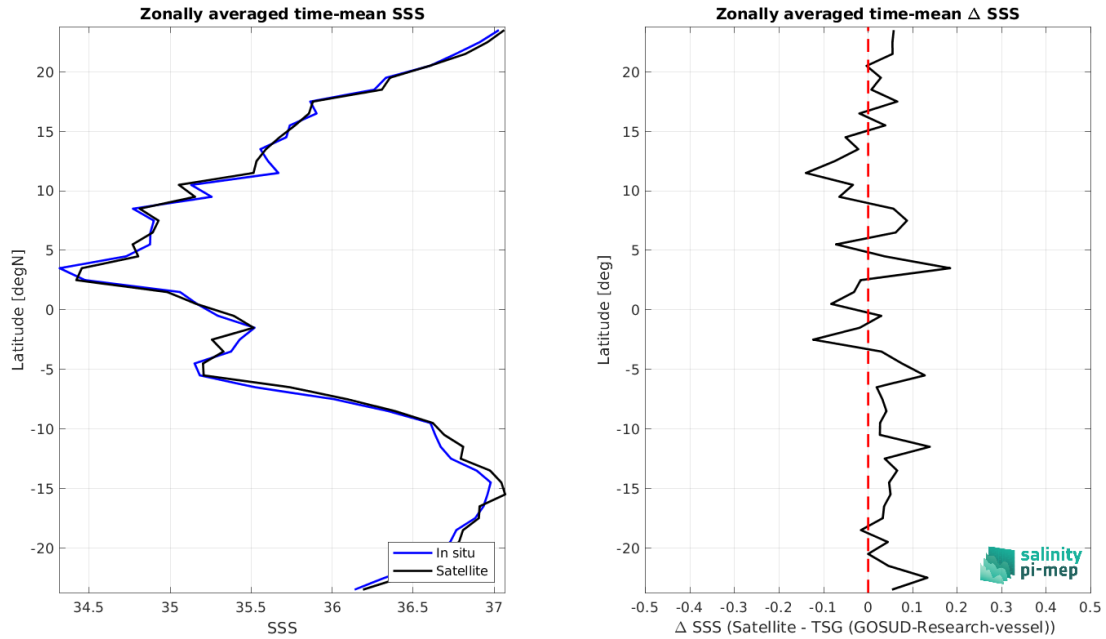 Zonally averaged time-mean SSS
Latitude [degN]
20
15
10
5
0
-5
-10
-15
-20
34.5 35 35.5 36 36.5 37
SSS
In situ
Satellite
Zonally averaged time-mean Δ SSS
Latitude [deg]
20
15
10
5
0
-5
-10
-15
-20
-0.5 -0.4 -0.3 -0.2 -0.1 0 0.1 0.2 0.3 0.4 0.5
Δ SSS (Satellite - TSG (GOSUD-Research-vessel))
salinity
pi-mep